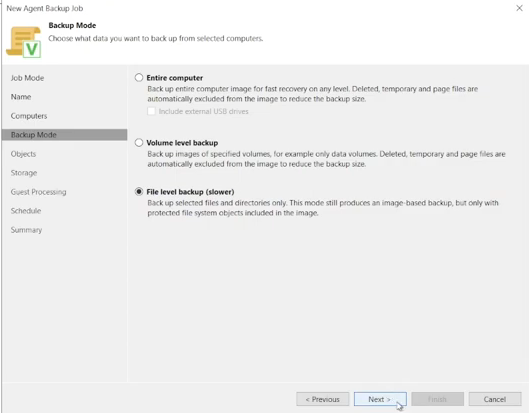 New Agent Backup Job
Backup Mode
Choose what data you want to back up from selected computers.
Job Mode
Name
Computers
Backup Mode
Objects
Storage
Guest Processing
Schedule
Summary
Entire computer
Back up entire computer image for fast recovery on any level. Deleted, temporary and page files are
automatically excluded from the image to reduce the backup size.
Include external USB drives
Volume level backup
Back up images of specified volumes, for example only data volumes. Deleted, temporary and page files are
automatically excluded from the image to reduce the backup size.
File level backup (slower)
Back up selected files and directories only. This mode still produces an image-based backup, but only with
protected file system objects included in the image.
< Previous
Next >
Finish
Cancel